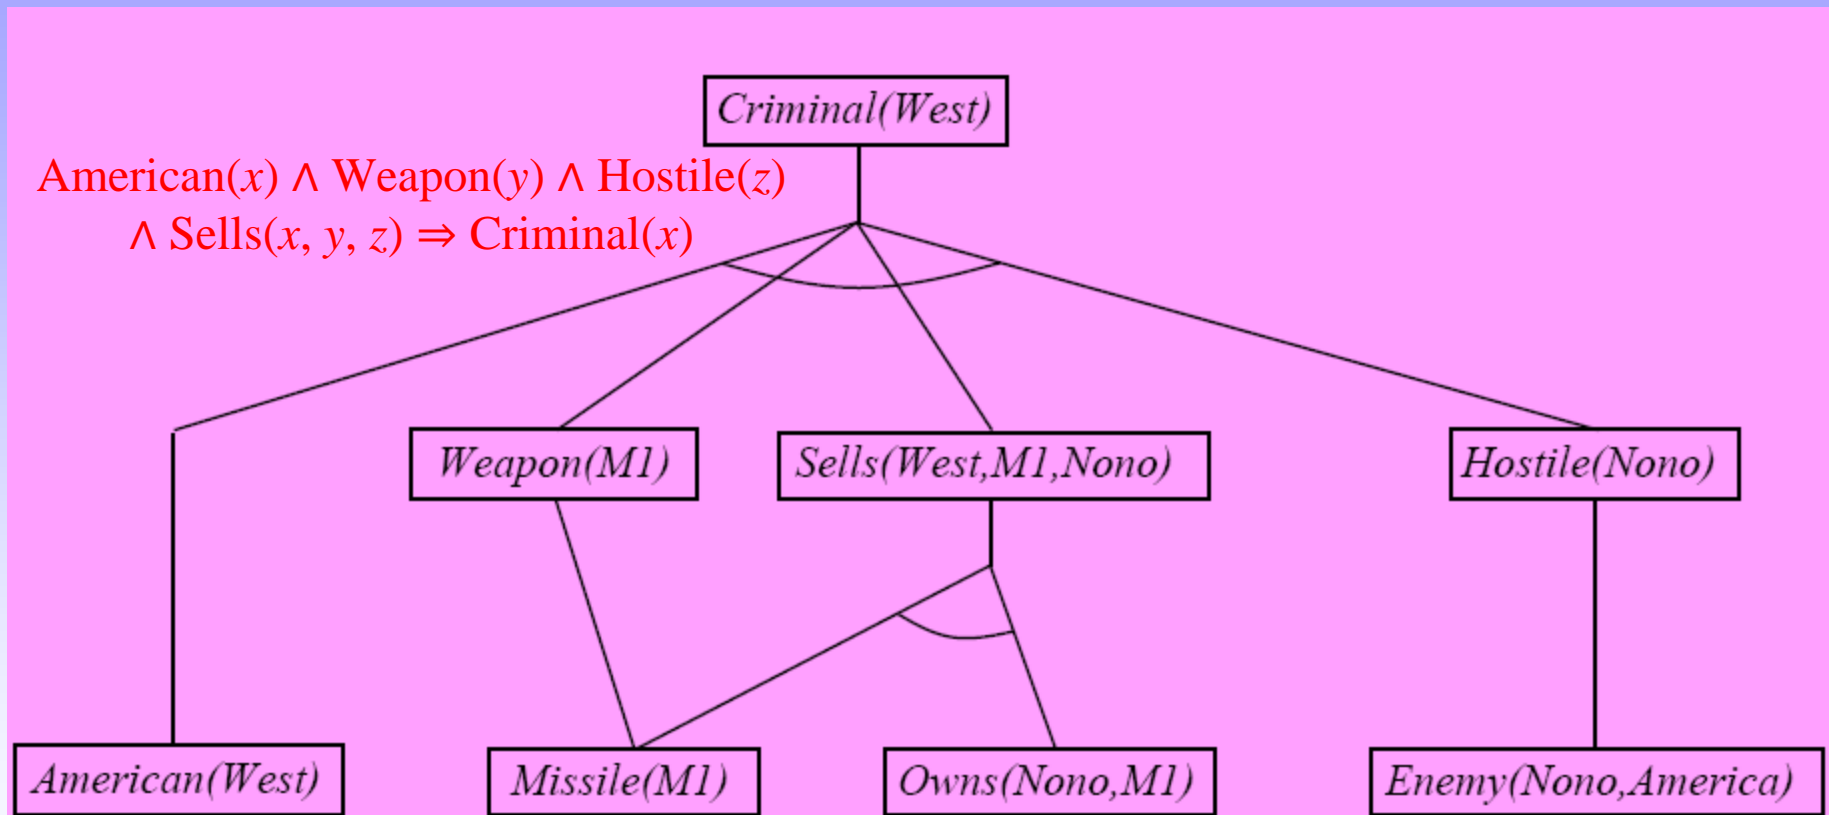 Criminal(West)
American(x) ∧ Weapon(y) ∧ Hostile(z)
∧ Sells(x, y, z) ⇒ Criminal(x)
Weapon(M1)
Sells(West,M1,Nono)
Hostile(Nono)
American(West)
Missile(M1)
Owns(Nono,M1)
Enemy(Nono,America)